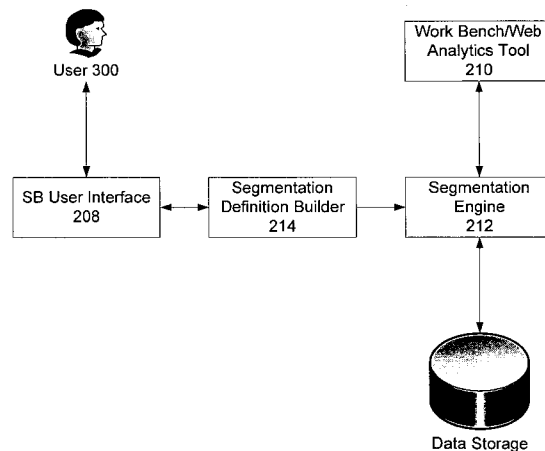 User 300
Work Bench/Web
Analytics Tool
210
SB User Interface
208
Segmentation
Definition Builder
214
Segmentation
Engine
212
Data Storage